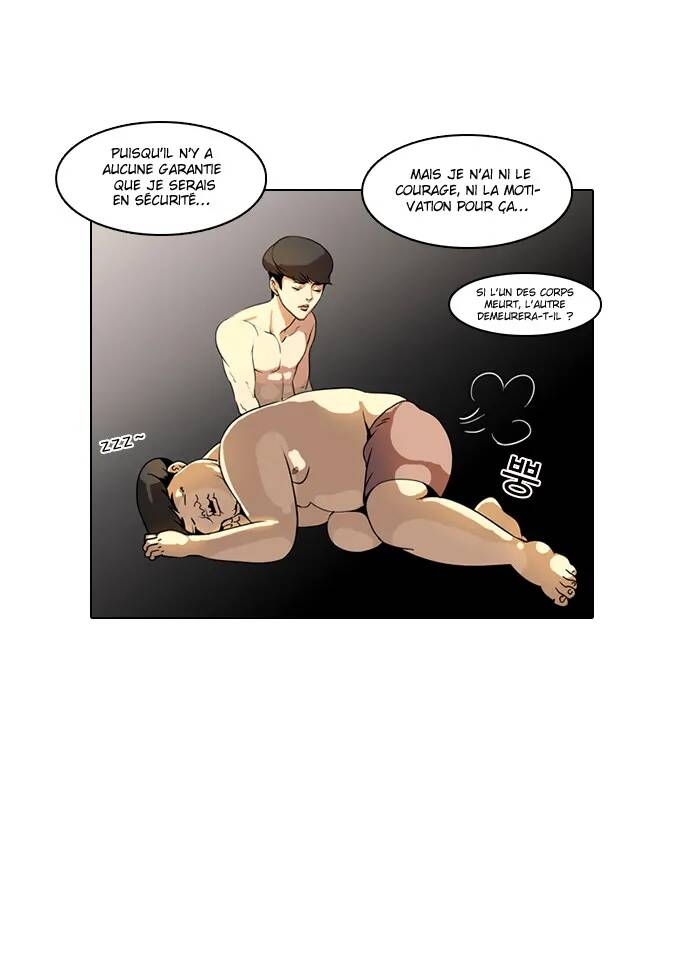 PUISQU'IL N'Y A
AUCUNE GARANTIE
QUE JE SERAIS
EN SÉCURITÉ...
MAIS JE N'AI NI LE
COURAGE, NI LA MOTI-
VATION POUR ÇA...
SI L'UN DES CORPS
MEURT, L'AUTRE
DEMEURERA-T-IL ?
ZZZ~
뿡